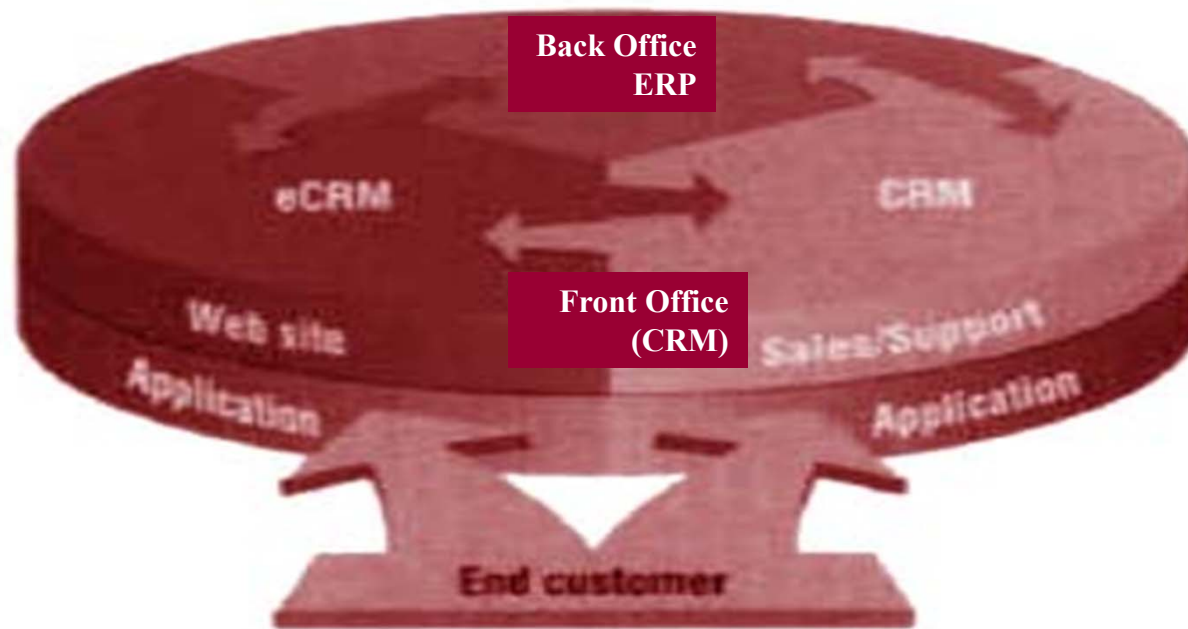 Back Office
ERP
eCRM
CRM
Front Office
(CRM)
Web site
Sales/Support
Application
Application
End customer